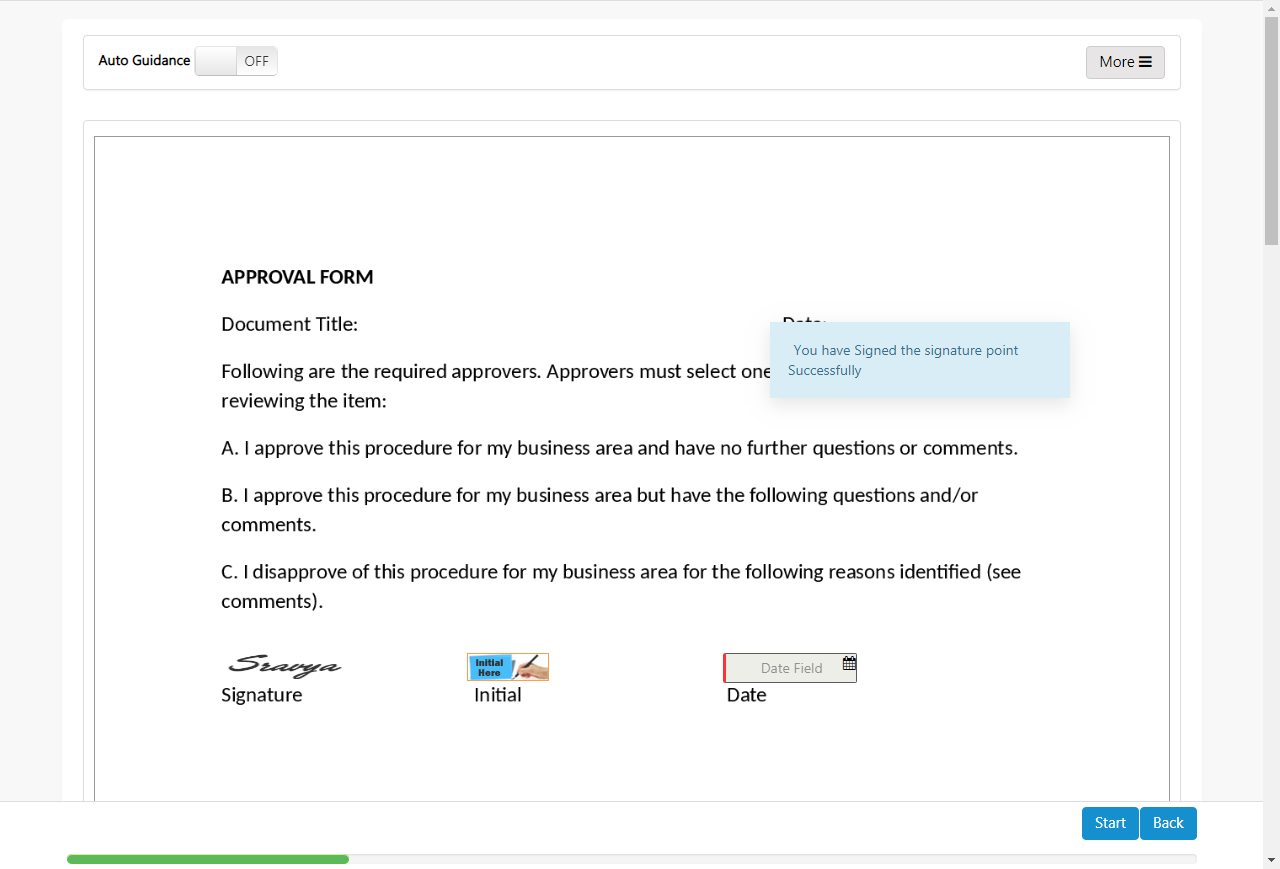 Auto Guidance OFF More
APPROVAL FORM
Document Title:
You have Signed the signature point
Successfully
Following are the required approvers. Approvers must select one
reviewing the item:
A. I approve this procedure for my business area and have no further questions or comments.
B. I approve this procedure for my business area but have the following questions and/or
comments.
C. I disapprove of this procedure for my business area for the following reasons identified (see
comments).
Sravya Initial Here Date Field
Signature Initial Date
Start Back